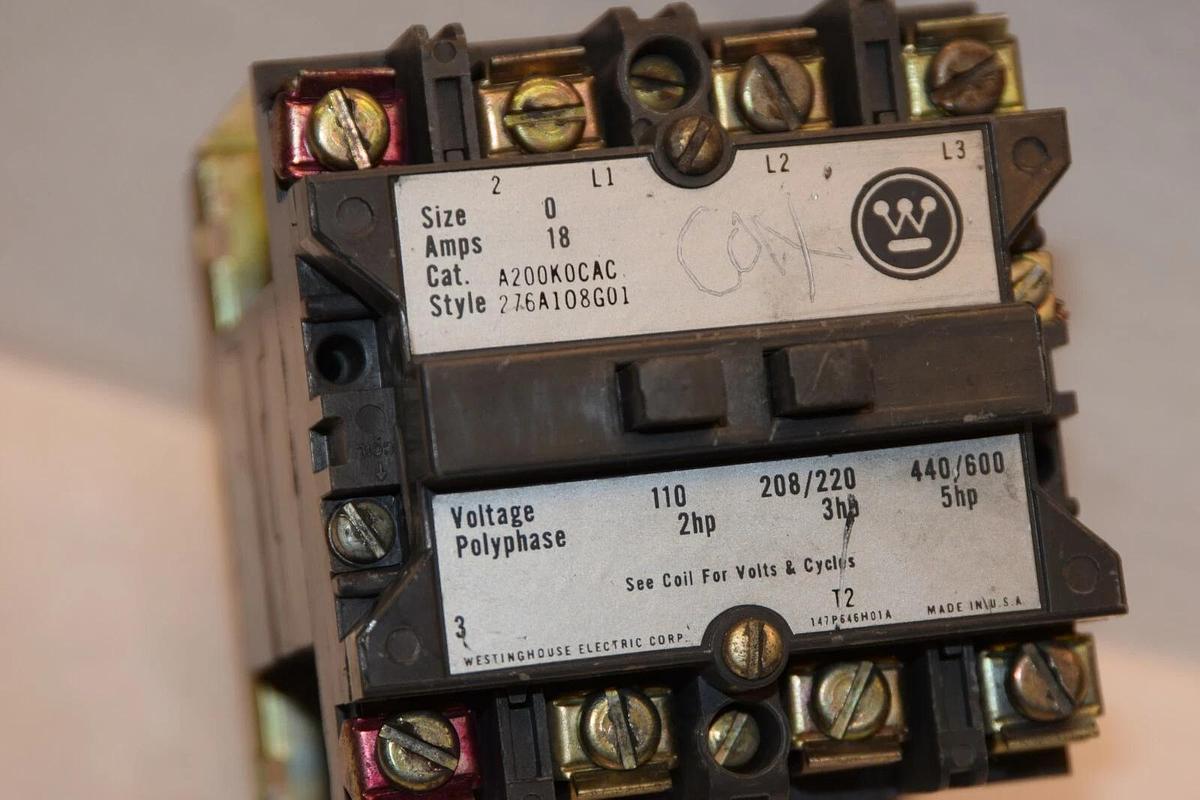 2 L1 L2 L3
Size 0
Amps 18
Cat. A200K0CAC
Style 276A108G01
COX
W
Voltage 110 208/220 440/600
Polyphase 2hp 3hp 5hp
See Coil For Volts & Cycles
3 T2
WESTINGHOUSE ELECTRIC CORP. 147P646H01A MADE IN U.S.A